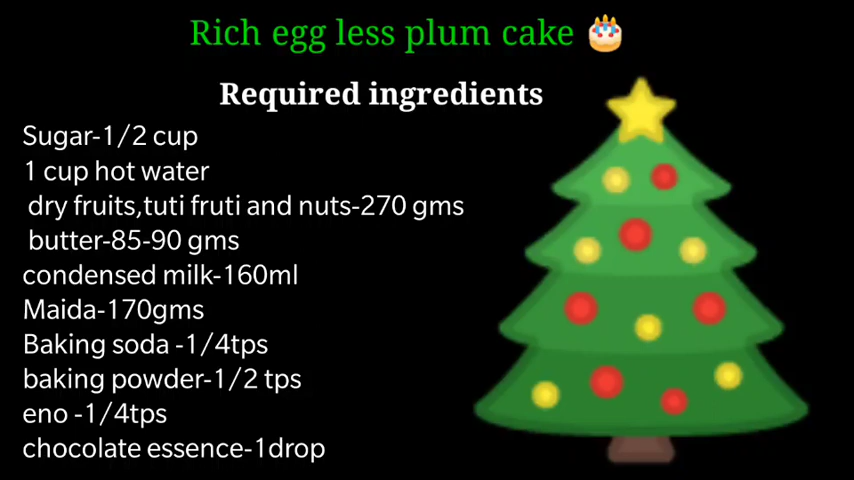 Rich egg less plum cake 🎂
Required ingredients
Sugar-1/2 cup
1 cup hot water
dry fruits,tuti fruti and nuts-270 gms
butter-85-90 gms
condensed milk-160ml
Maida-170gms
Baking soda -1/4tps
baking powder-1/2 tps
eno -1/4tps
chocolate essence-1drop